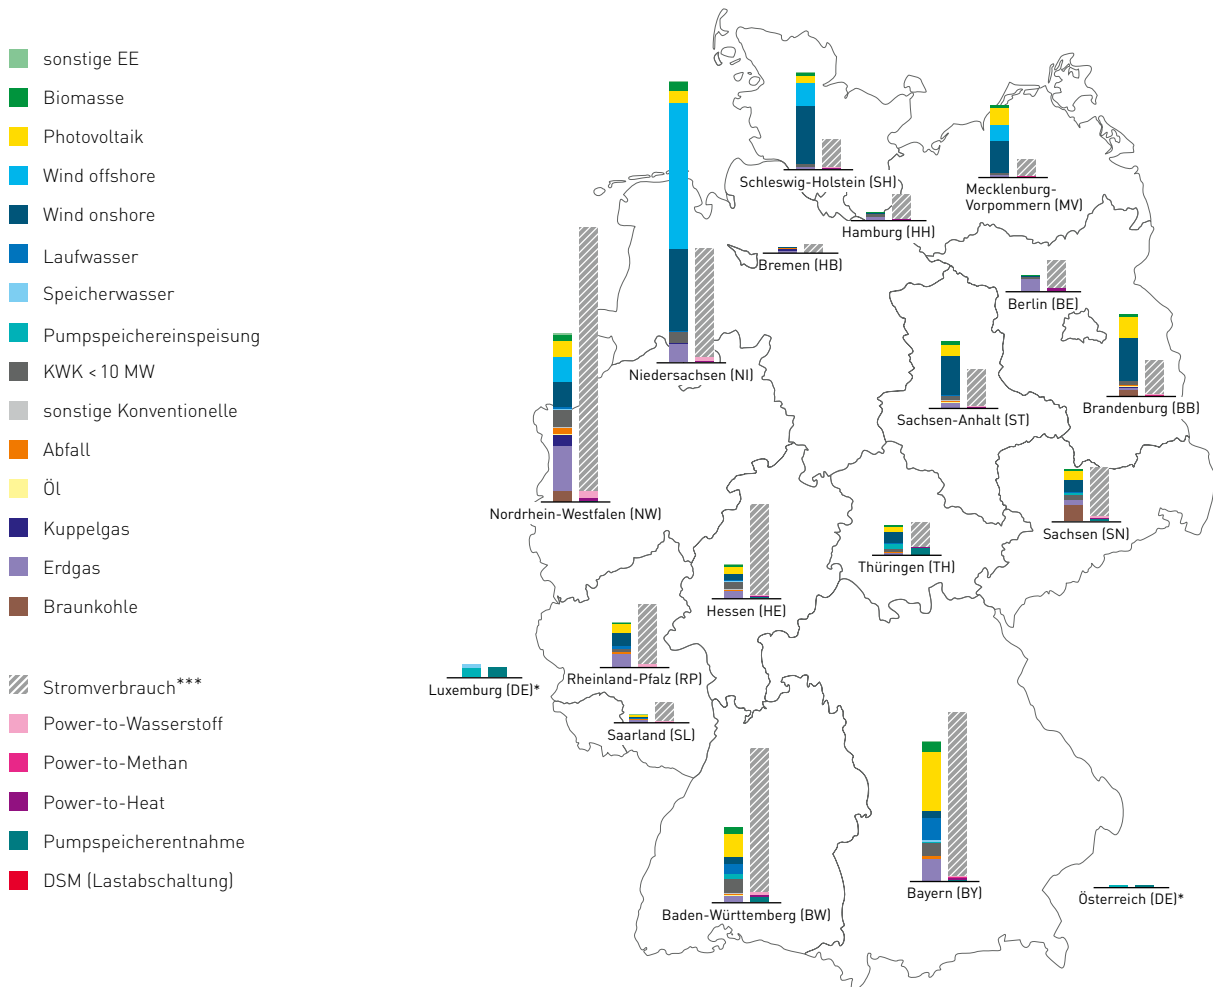 sonstige EE
Biomasse
Photovoltaik
Wind offshore
Wind onshore
Laufwasser
Speicherwasser
Pumpspeichereinspeisung
KWK < 10 MW
sonstige Konventionelle
Abfall
Öl
Kuppelgas
Erdgas
Braunkohle
Stromverbrauch***
Power-to-Wasserstoff
Power-to-Methan
Power-to-Heat
Pumpspeicherentnahme
DSM (Lastabschaltung)
Schleswig-Holstein (SH)
Mecklenburg-
Vorpommern (MV)
Hamburg (HH)
Bremen (HB)
Berlin (BE)
Niedersachsen (NI)
Brandenburg (BB)
Sachsen-Anhalt (ST)
Nordrhein-Westfalen (NW)
Sachsen (SN)
Thüringen (TH)
Hessen (HE)
Rheinland-Pfalz (RP)
Luxemburg (DE)*
Saarland (SL)
Baden-Württemberg (BW)
Bayern (BY)
Österreich (DE)*